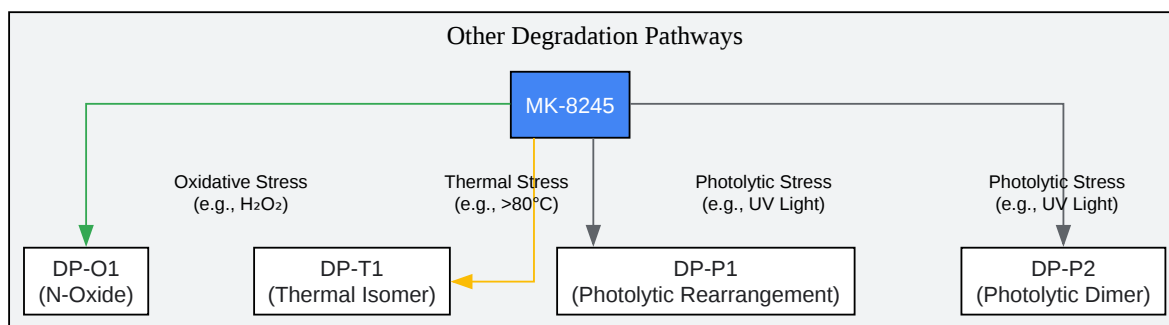 Other Degradation Pathways
MK-8245
Oxidative Stress
(e.g., H₂O₂)
Thermal Stress
(e.g., >80°C)
Photolytic Stress
(e.g., UV Light)
Photolytic Stress
(e.g., UV Light)
DP-O1
(N-Oxide)
DP-T1
(Thermal Isomer)
DP-P1
(Photolytic Rearrangement)
DP-P2
(Photolytic Dimer)